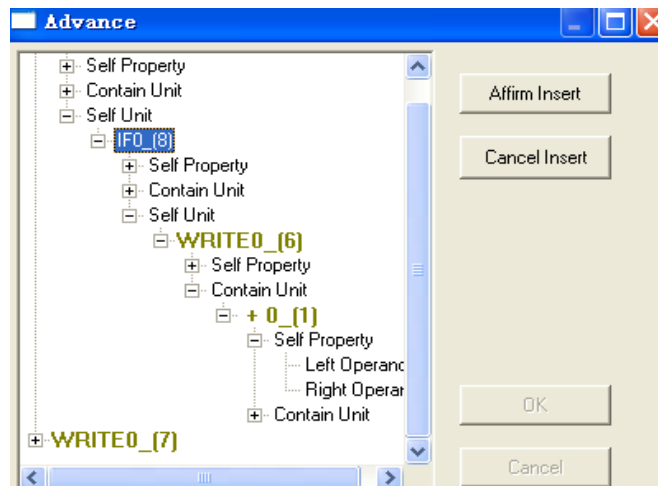 Advance
Self Property
Contain Unit
Self Unit
IF0_(8)
Self Property
Contain Unit
Self Unit
WRITE0_(6)
Self Property
Contain Unit
+ 0_(1)
Self Property
Left Operanc
Right Operar
Contain Unit
WRITE0_(7)
Affirm Insert
Cancel Insert
OK
Cancel